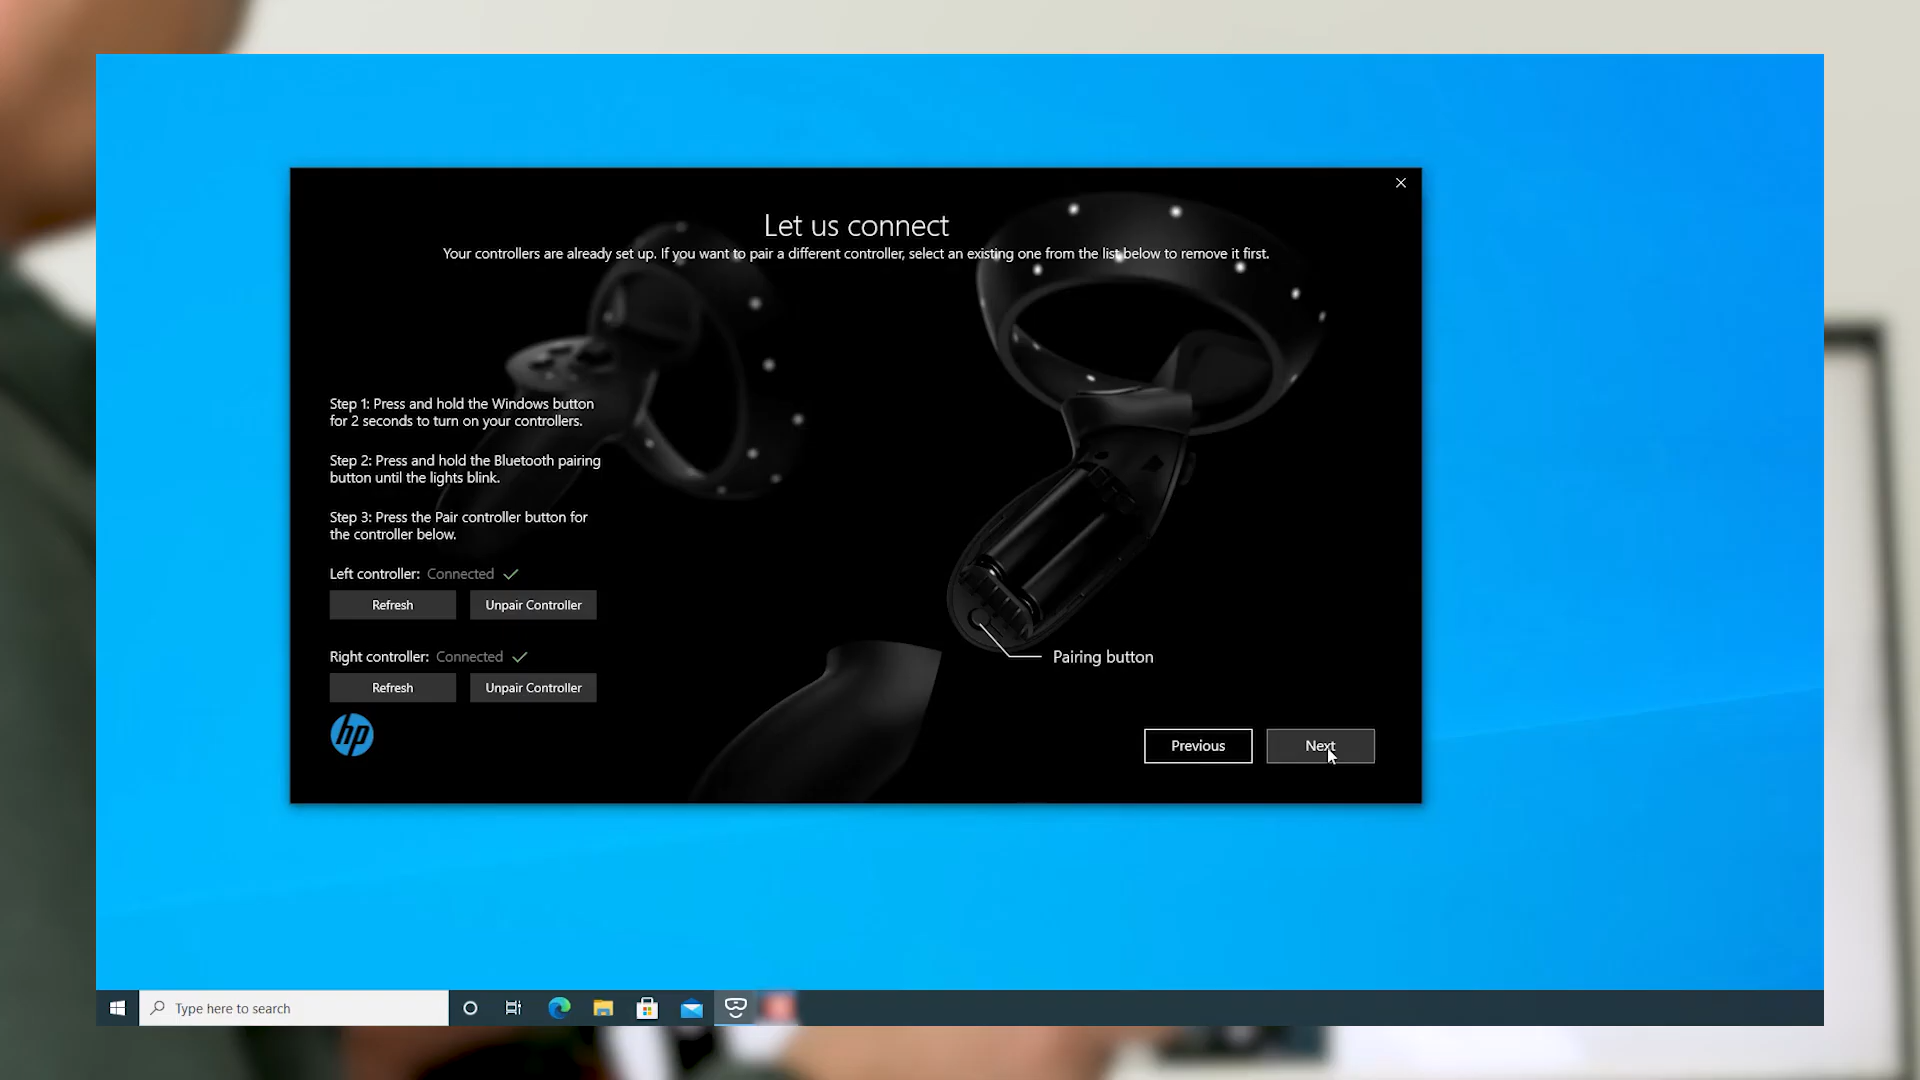 Let us connect
Your controllers are already set up. If you want to pair a different controller, select an existing one from the list below to remove it first.
Step 1: Press and hold the Windows button
for 2 seconds to turn on your controllers.
Step 2: Press and hold the Bluetooth pairing
button until the lights blink.
Step 3: Press the Pair controller button for
the controller below.
Left controller: Connected
Refresh
Unpair Controller
Right controller: Connected
Refresh
Unpair Controller
Pairing button
hp
Previous
Next
Type here to search